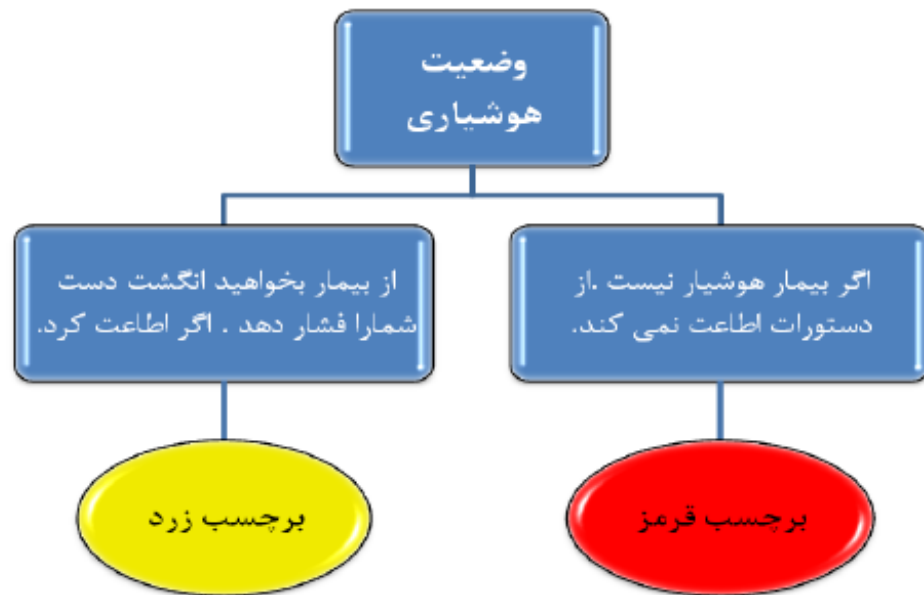 وضعیت
هوشیاری
اگر بیمار هوشیار نیست .از
دستورات اطاعت نمی کند.
از بیمار بخواهید انگشت دست
شمارا فشار دهد . اگر اطاعت کرد.
برچسب قرمز
برچسب زرد